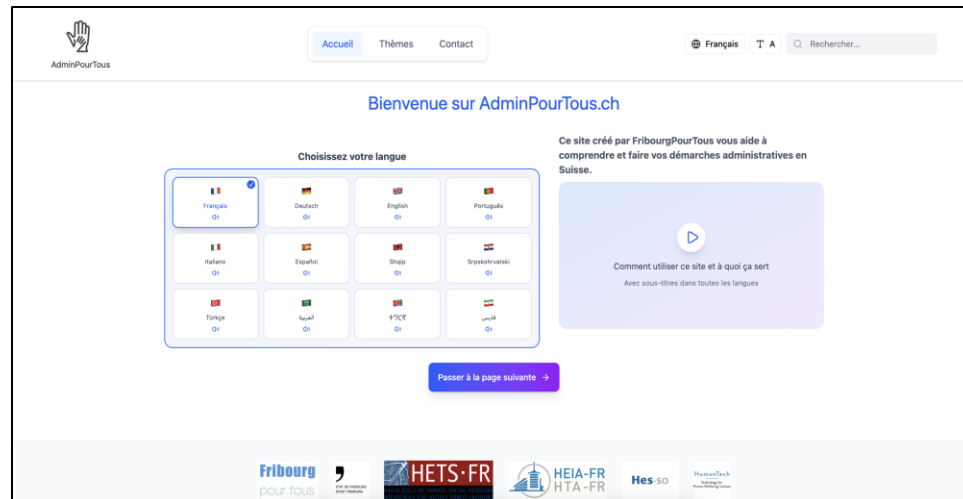 AdminPourTous
Accueil Thèmes Contact
Français T A Rechercher...
Bienvenue sur AdminPourTous.ch
Choisissez votre langue
Français Deutsch English Português
Italiano Español Shqip Srpskohrvatski
Türkçe العربية ትግርኛ فارسی
Ce site créé par FribourgPourTous vous aide à
comprendre et faire vos démarches administratives en
Suisse.
Comment utiliser ce site et à quoi ça sert
Avec sous-titres dans toutes les langues
Passer à la page suivante →
Fribourg
pour tous
HETS·FR
HEIA-FR
HTA-FR
Hes·so
HumanTech